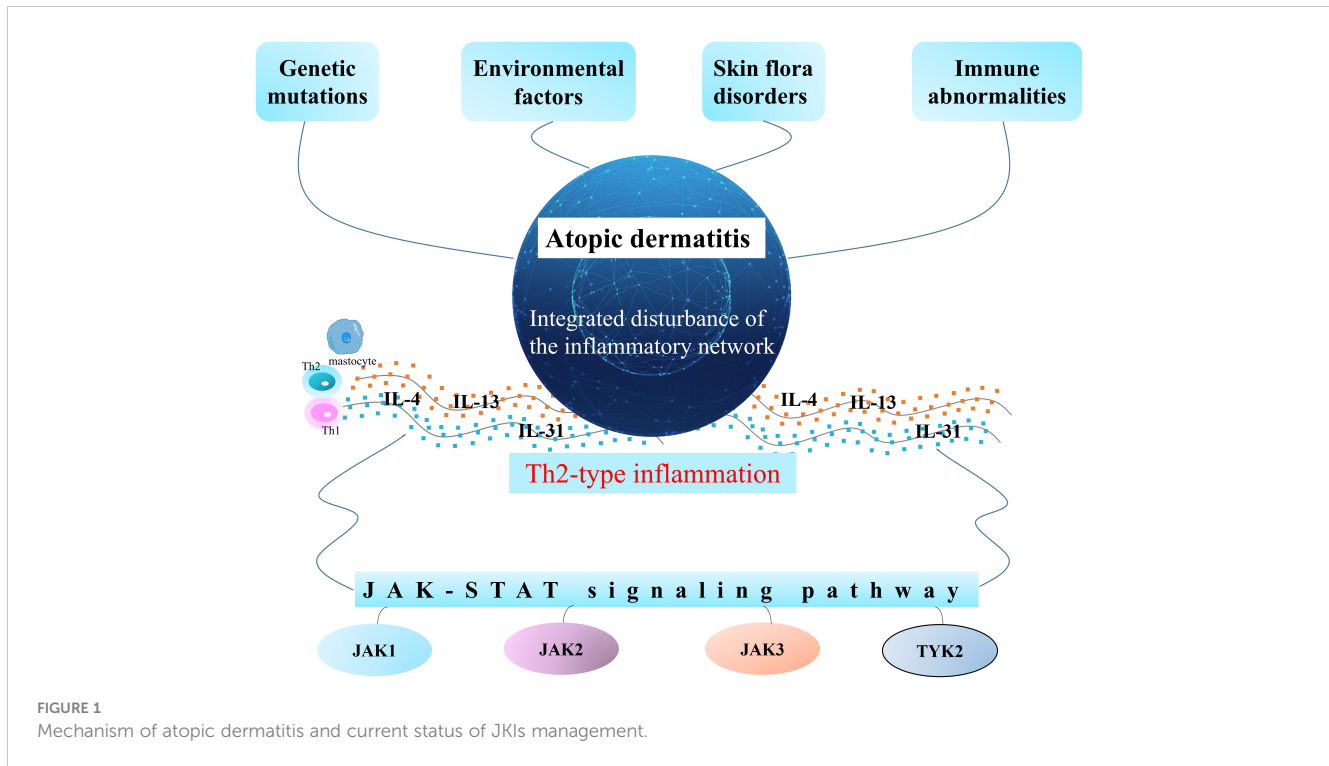 Genetic
mutations
Environmental
factors
Skin flora
disorders
Immune
abnormalities
Atopic dermatitis
Integrated disturbance of
the inflammatory network
mastocyte
Th2
Th1
IL-4
IL-13
IL-31
IL-4
IL-13
IL-31
Th2-type inflammation
JAK-STAT signaling pathway
JAK1
JAK2
JAK3
TYK2
FIGURE 1
Mechanism of atopic dermatitis and current status of JKIs management.